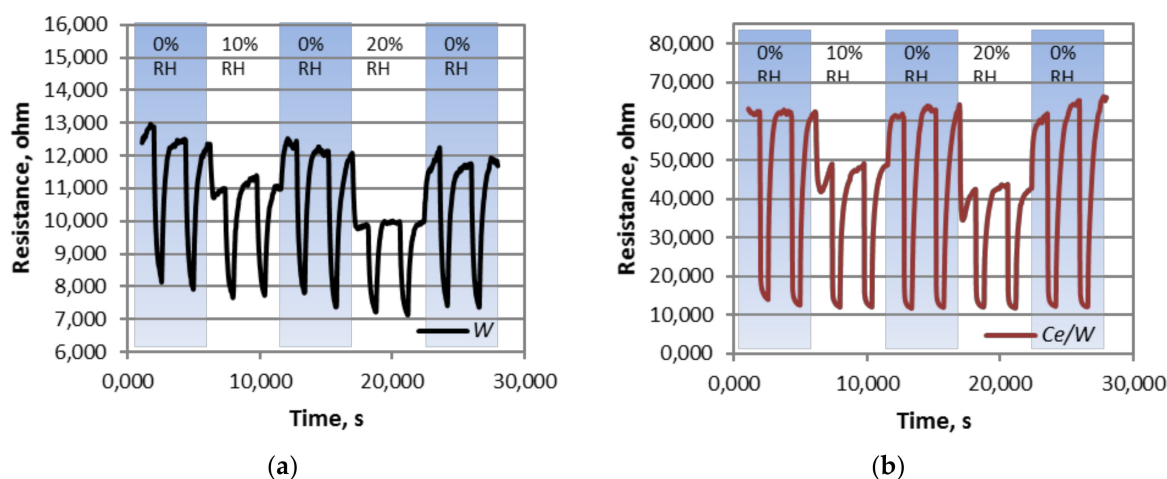 16,000
15,000
14,000
13,000
12,000
11,000
10,000
9,000
8,000
7,000
6,000
Resistance, ohm
0% 10% 0% 20% 0%
RH RH RH RH RH
W
0,000 10,000 20,000 30,000
Time, s
(a)
80,000
70,000
60,000
50,000
40,000
30,000
20,000
10,000
0,000
Resistance, ohm
0% 10% 0% 20% 0%
RH RH RH RH RH
Ce/W
0,000 10,000 20,000 30,000
Time, s
(b)